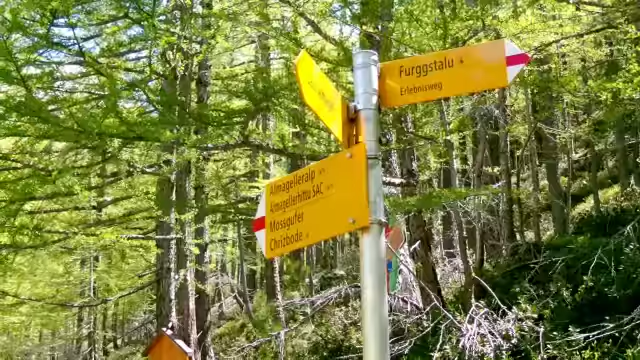 Furggstalu
Erlebnisweg
Almagelleralp
Almagellerhütte SAC
Mossgufer
Chrizbode